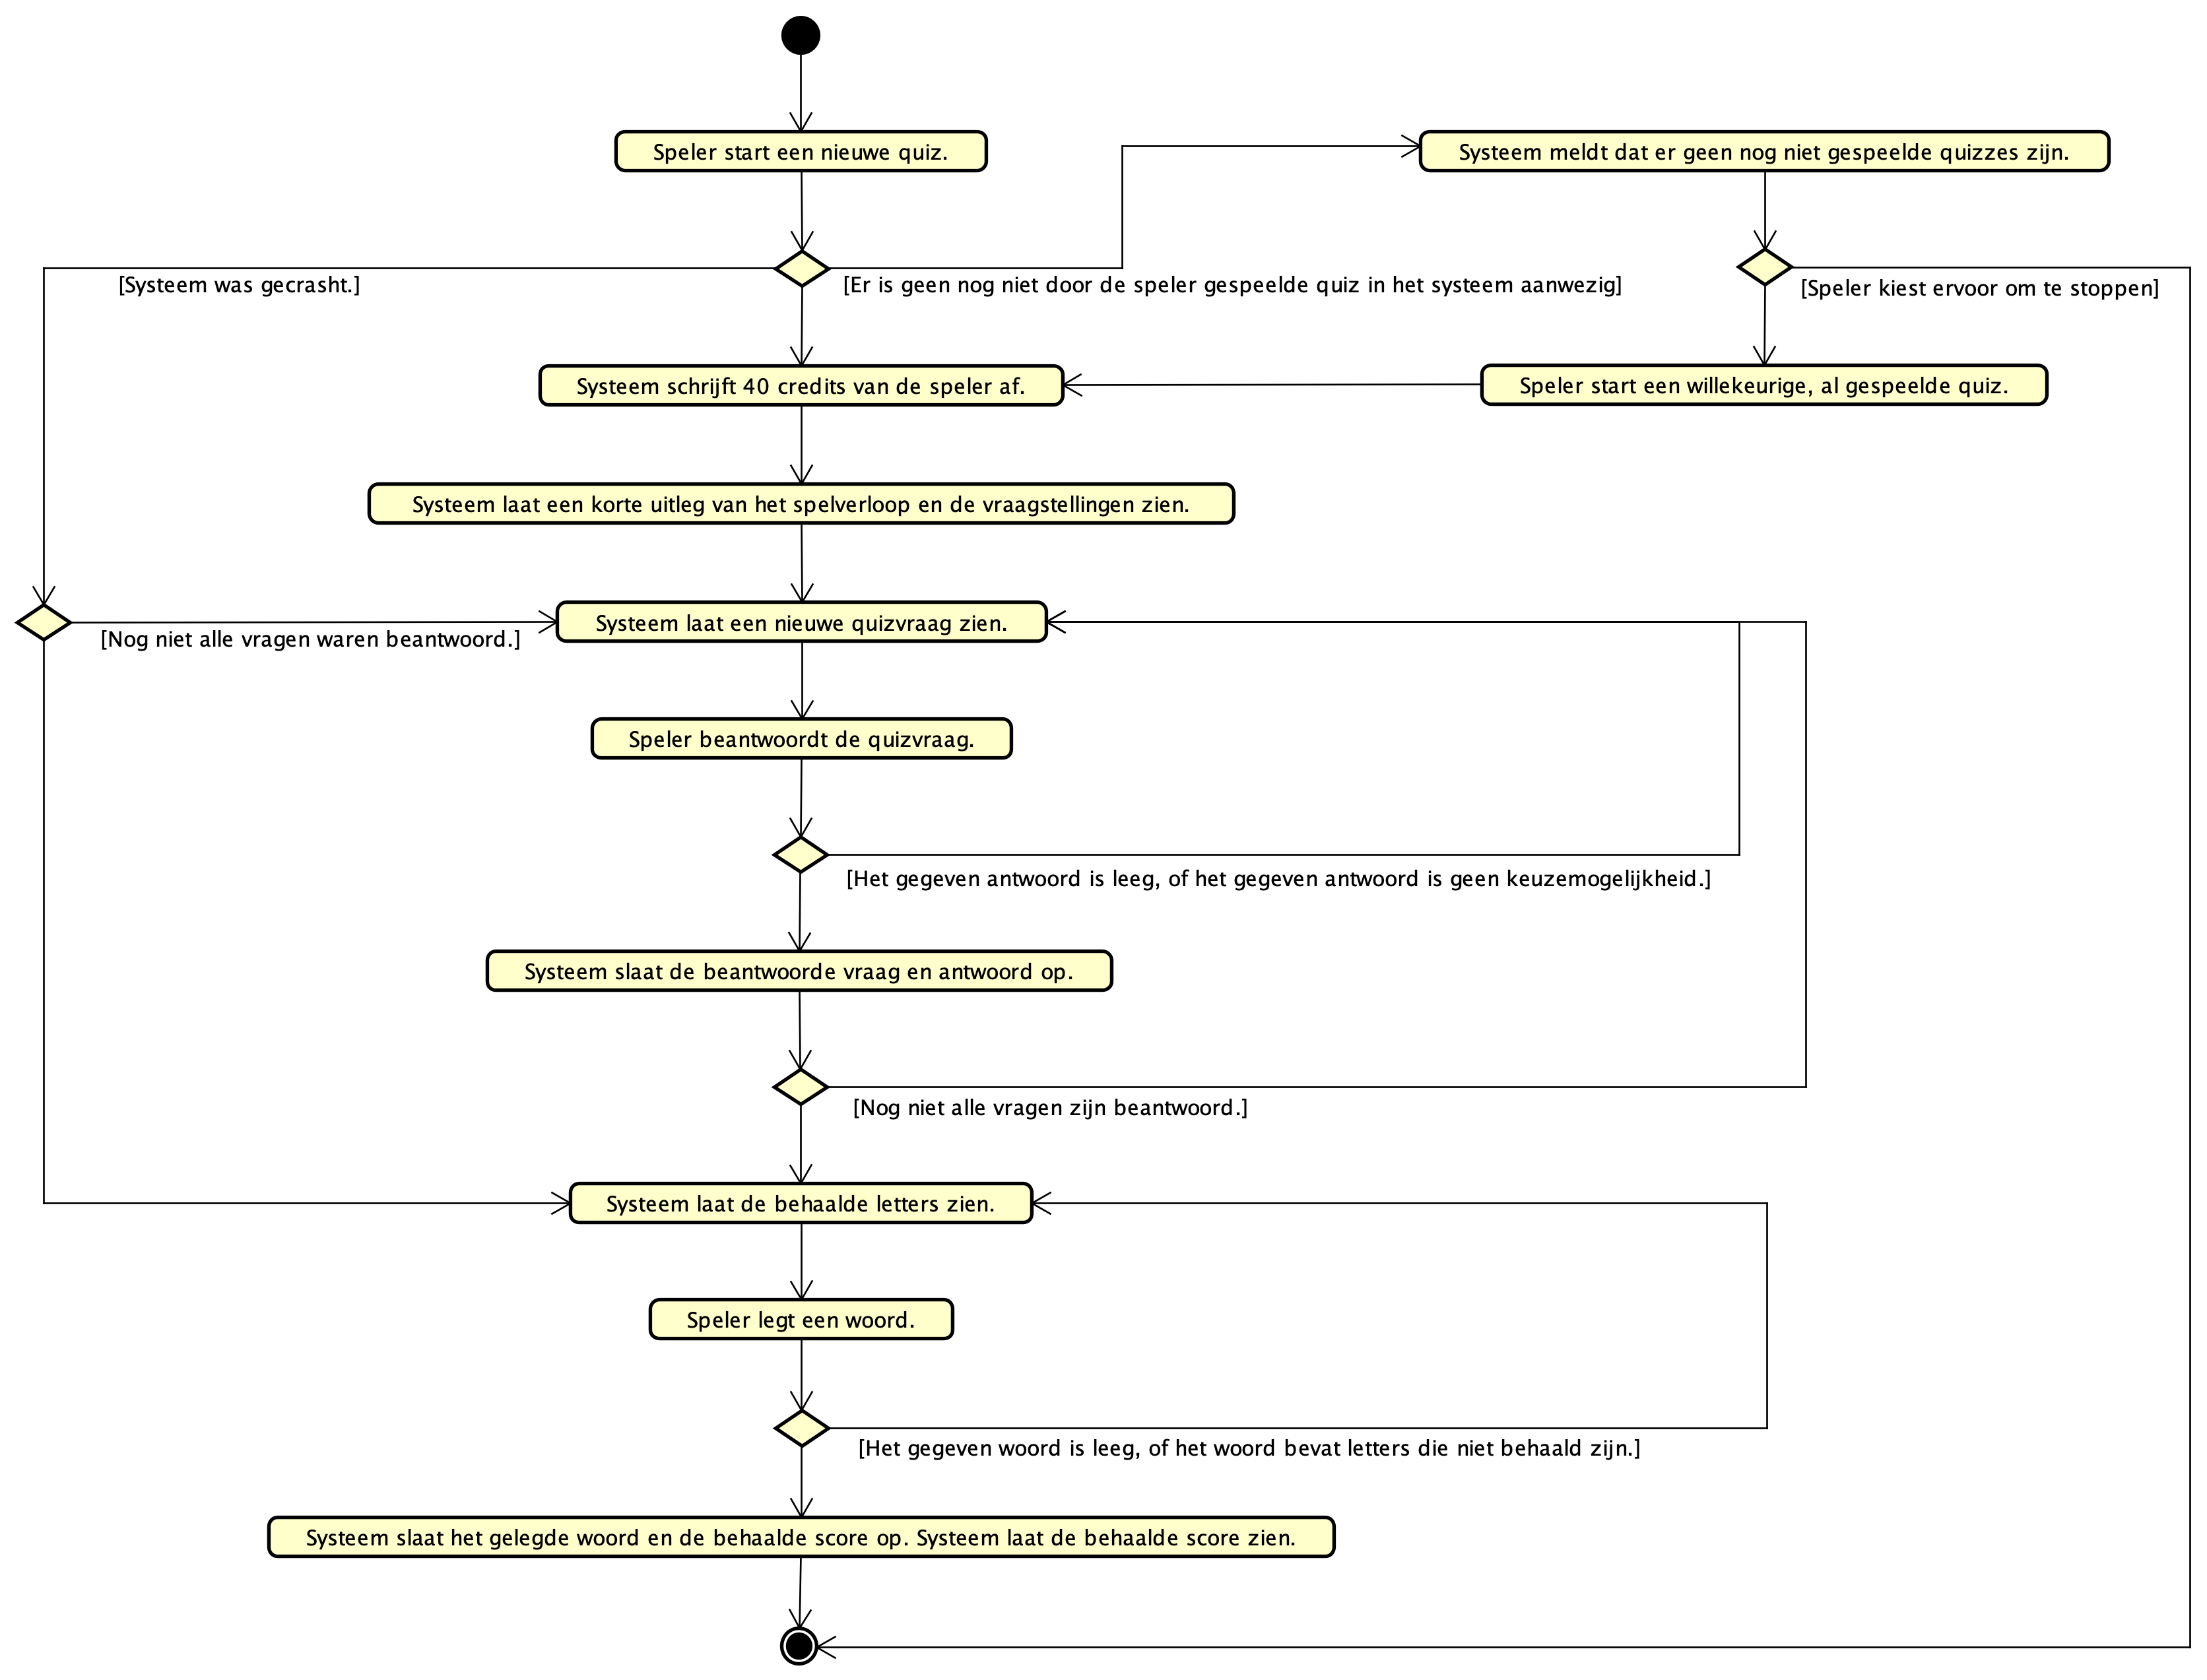 Speler start een nieuwe quiz.
Systeem meldt dat er geen nog niet gespeelde quizzes zijn.
[Systeem was gecrasht.]
[Er is geen nog niet door de speler gespeelde quiz in het systeem aanwezig]
[Speler kiest ervoor om te stoppen]
Systeem schrijft 40 credits van de speler af.
Speler start een willekeurige, al gespeelde quiz.
Systeem laat een korte uitleg van het spelverloop en de vraagstellingen zien.
Systeem laat een nieuwe quizvraag zien.
[Nog niet alle vragen waren beantwoord.]
Speler beantwoordt de quizvraag.
[Het gegeven antwoord is leeg, of het gegeven antwoord is geen keuzemogelijkheid.]
Systeem slaat de beantwoorde vraag en antwoord op.
[Nog niet alle vragen zijn beantwoord.]
Systeem laat de behaalde letters zien.
Speler legt een woord.
[Het gegeven woord is leeg, of het woord bevat letters die niet behaald zijn.]
Systeem slaat het gelegde woord en de behaalde score op. Systeem laat de behaalde score zien.